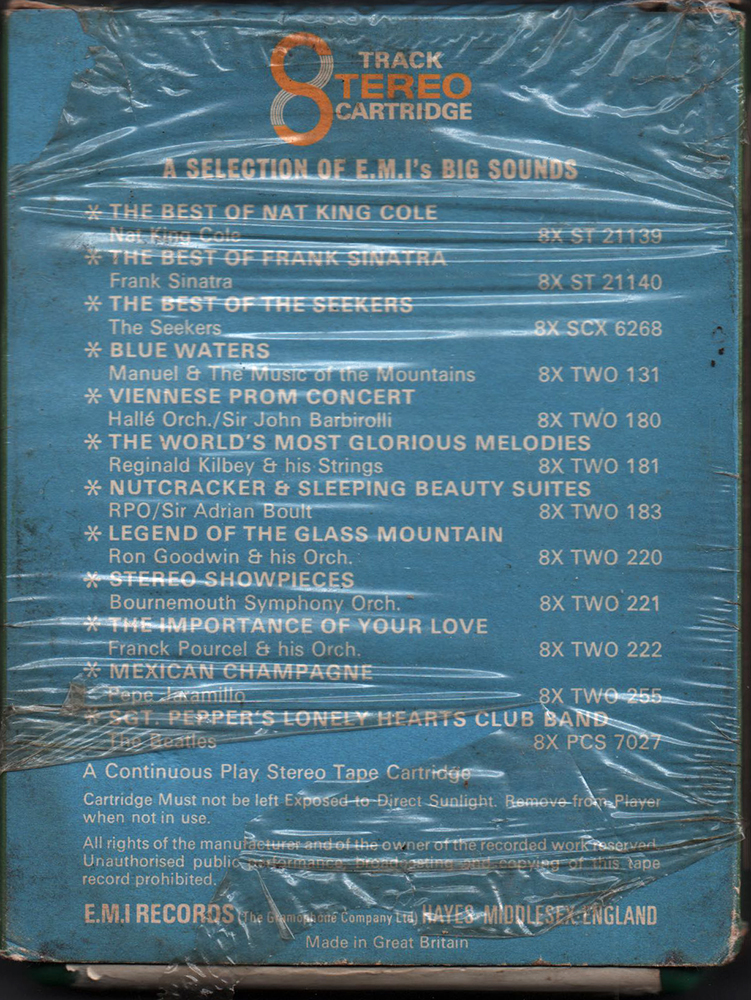 8 TRACK
STEREO
CARTRIDGE
A SELECTION OF E.M.I's BIG SOUNDS
* THE BEST OF NAT KING COLE
Nat King Cole 8X ST 21139
* THE BEST OF FRANK SINATRA
Frank Sinatra 8X ST 21140
* THE BEST OF THE SEEKERS
The Seekers 8X SCX 6268
* BLUE WATERS
Manuel & The Music of the Mountains 8X TWO 131
* VIENNESE PROM CONCERT
Hallé Orch./Sir John Barbirolli 8X TWO 180
* THE WORLD'S MOST GLORIOUS MELODIES
Reginald Kilbey & his Strings 8X TWO 181
* NUTCRACKER & SLEEPING BEAUTY SUITES
RPO/Sir Adrian Boult 8X TWO 183
* LEGEND OF THE GLASS MOUNTAIN
Ron Goodwin & his Orch. 8X TWO 220
* STEREO SHOWPIECES
Bournemouth Symphony Orch. 8X TWO 221
* THE IMPORTANCE OF YOUR LOVE
Franck Pourcel & his Orch. 8X TWO 222
* MEXICAN CHAMPAGNE
Pepe Jaramillo 8X TWO 255
* SGT. PEPPER'S LONELY HEARTS CLUB BAND
The Beatles 8X PCS 7027
A Continuous Play Stereo Tape Cartridge
Cartridge Must not be left Exposed to Direct Sunlight. Remove from Player
when not in use.
All rights of the manufacturer and of the owner of the recorded work reserved.
Unauthorised public performance, broadcasting and copying of this tape
record prohibited.
E.M.I RECORDS (The Gramophone Company Ltd) HAYES MIDDLESEX ENGLAND
Made in Great Britain